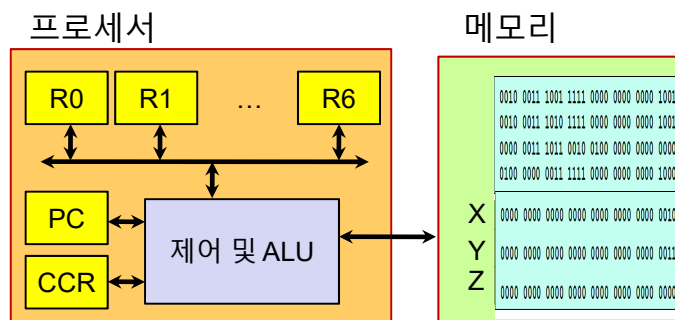 프로세서
메모리
R0
R1
...
R6
PC
CCR
제어 및 ALU
0010 0011 1001 1111 0000 0000 0000 1001
0010 0011 1010 1111 0000 0000 0000 1001
0000 0011 1011 0010 0100 0000 0000 0000
0100 0000 0011 1111 0000 0000 0000 1000
X 0000 0000 0000 0000 0000 0000 0000 0010
Y 0000 0000 0000 0000 0000 0000 0000 0011
Z 0000 0000 0000 0000 0000 0000 0000 0000